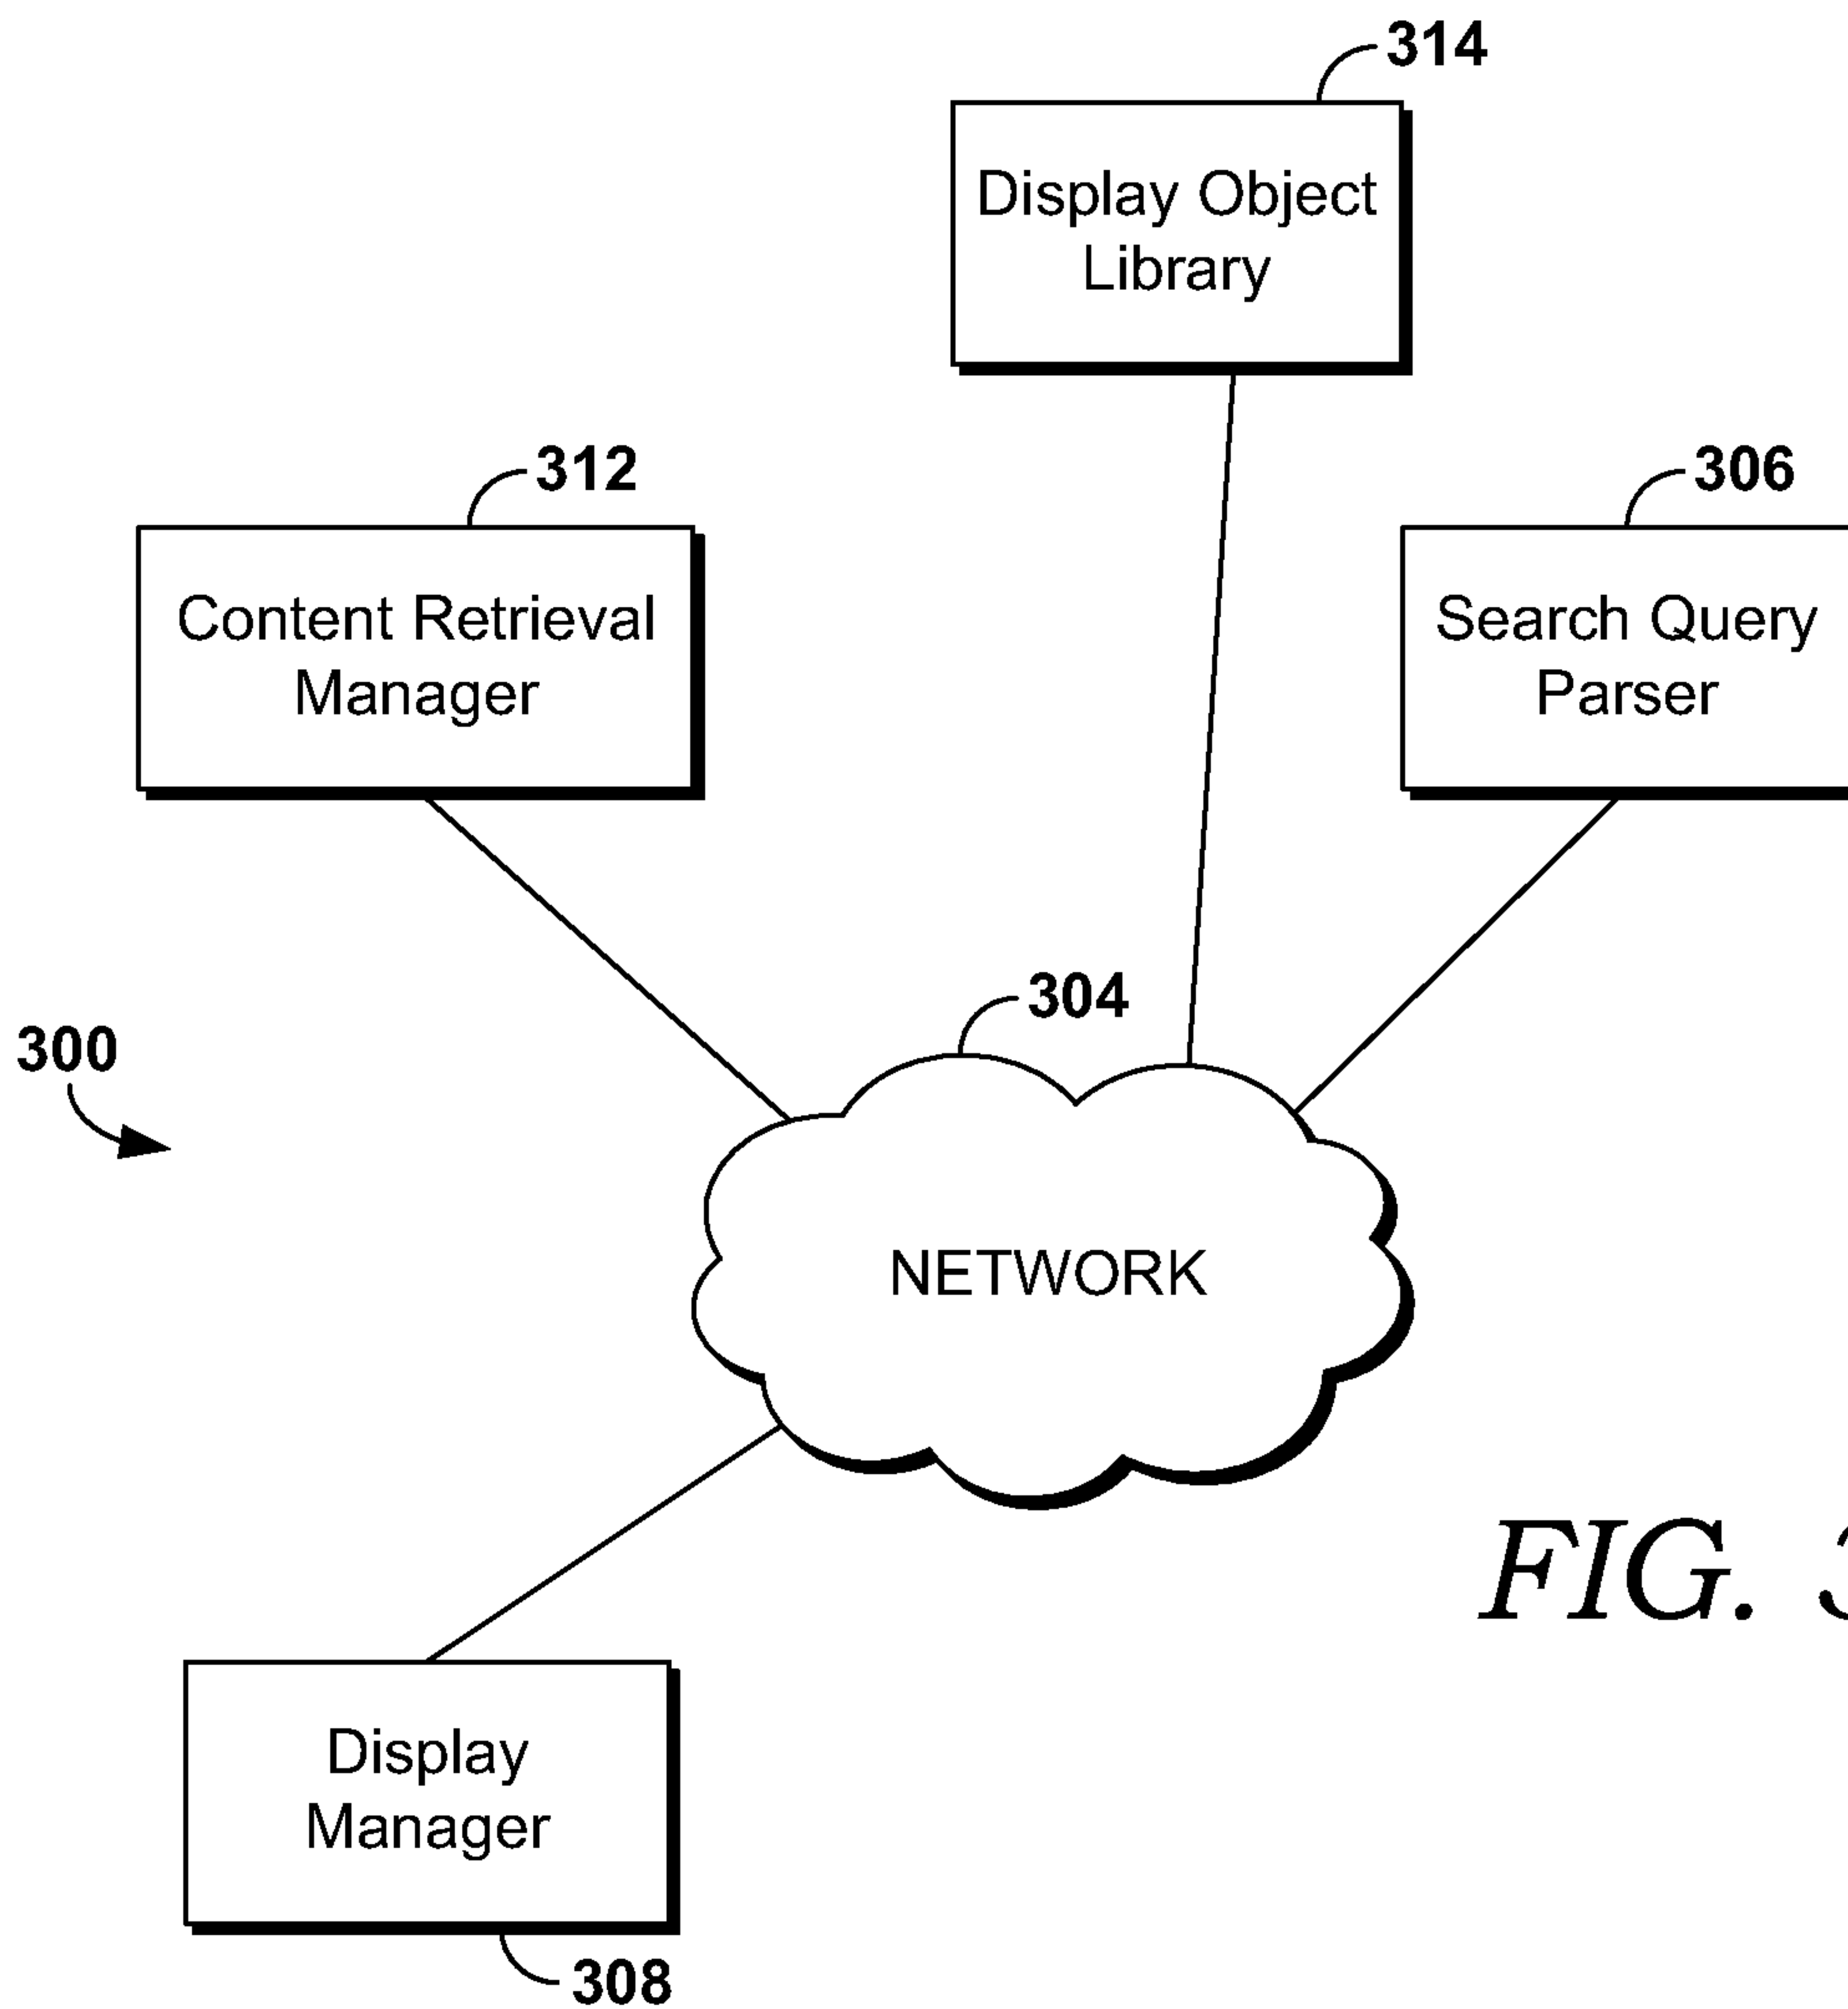 314
Display Object
Library
312
Content Retrieval
Manager
306
Search Query
Parser
304
300
NETWORK
FIG. 3
Display
Manager
308